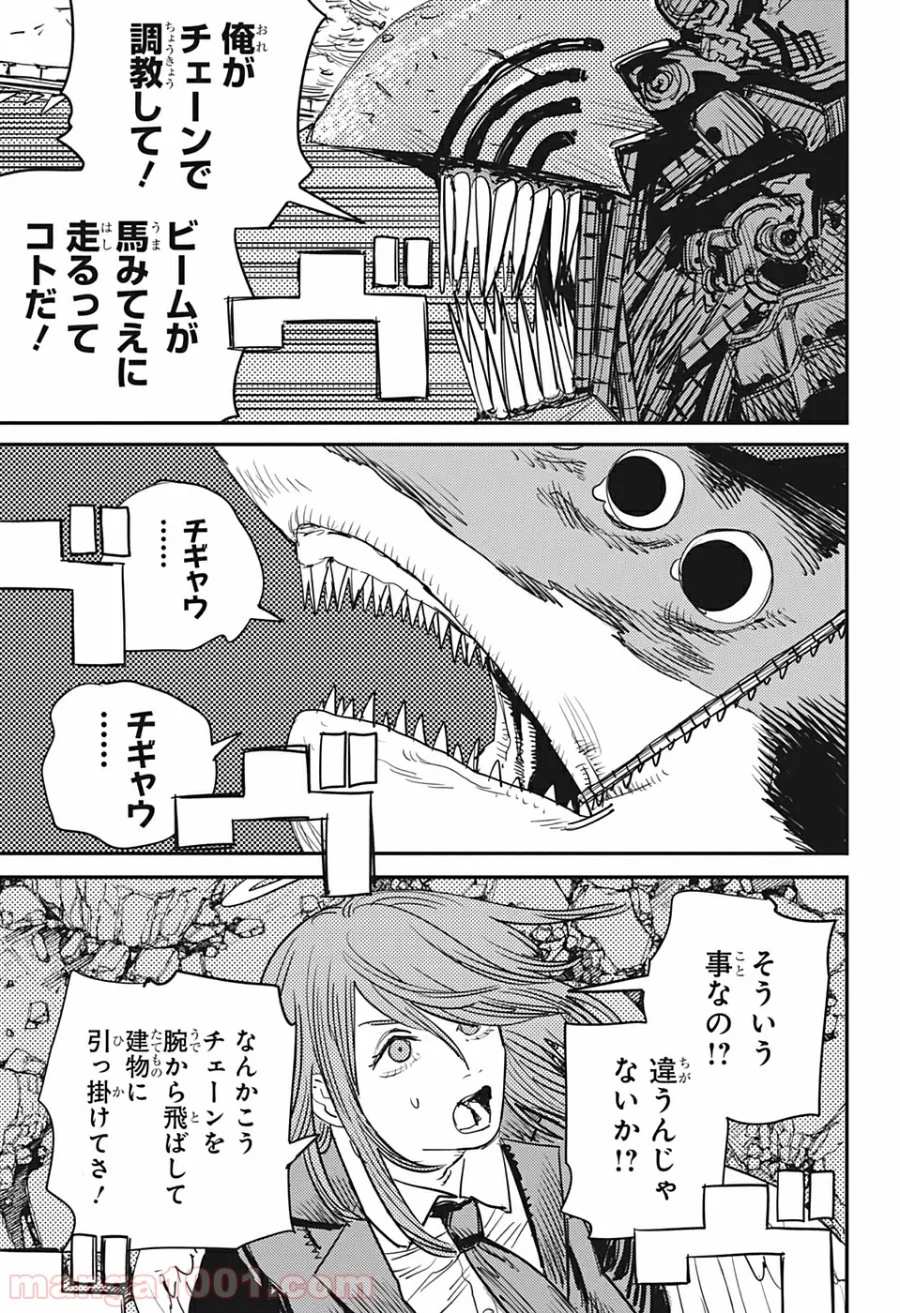 俺が
チェーンで
調教して！
ビームが
馬みてえに
走るって
コトだ！
チギャウ
……
チギャウ
……
そういう
事なの!?
違うんじゃ
ないか!?
なんかこう
チェーンを
腕から飛ばして
建物に
引っ掛けてさ！
manga1001.com